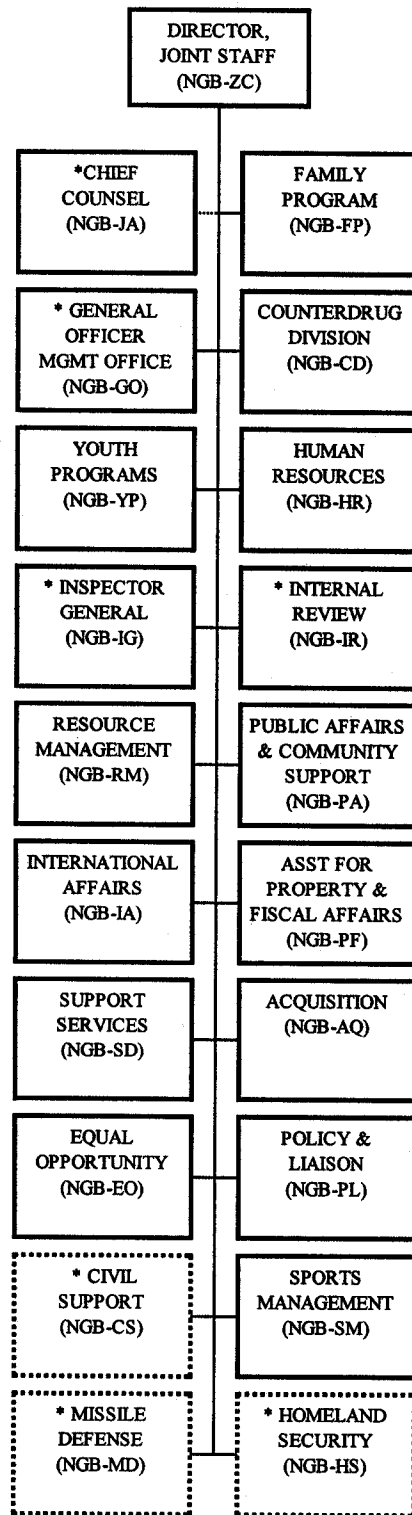 DIRECTOR,
JOINT STAFF
(NGB-ZC)
*CHIEF
COUNSEL
(NGB-JA)
FAMILY
PROGRAM
(NGB-FP)
* GENERAL
OFFICER
MGMT OFFICE
(NGB-GO)
COUNTERDRUG
DIVISION
(NGB-CD)
YOUTH
PROGRAMS
(NGB-YP)
HUMAN
RESOURCES
(NGB-HR)
* INSPECTOR
GENERAL
(NGB-IG)
* INTERNAL
REVIEW
(NGB-IR)
RESOURCE
MANAGEMENT
(NGB-RM)
PUBLIC AFFAIRS
& COMMUNITY
SUPPORT
(NGB-PA)
INTERNATIONAL
AFFAIRS
(NGB-IA)
ASST FOR
PROPERTY &
FISCAL AFFAIRS
(NGB-PF)
SUPPORT
SERVICES
(NGB-SD)
ACQUISITION
(NGB-AQ)
EQUAL
OPPORTUNITY
(NGB-EO)
POLICY &
LIAISON
(NGB-PL)
* CIVIL
SUPPORT
(NGB-CS)
SPORTS
MANAGEMENT
(NGB-SM)
* MISSILE
DEFENSE
(NGB-MD)
* HOMELAND
SECURITY
(NGB-HS)